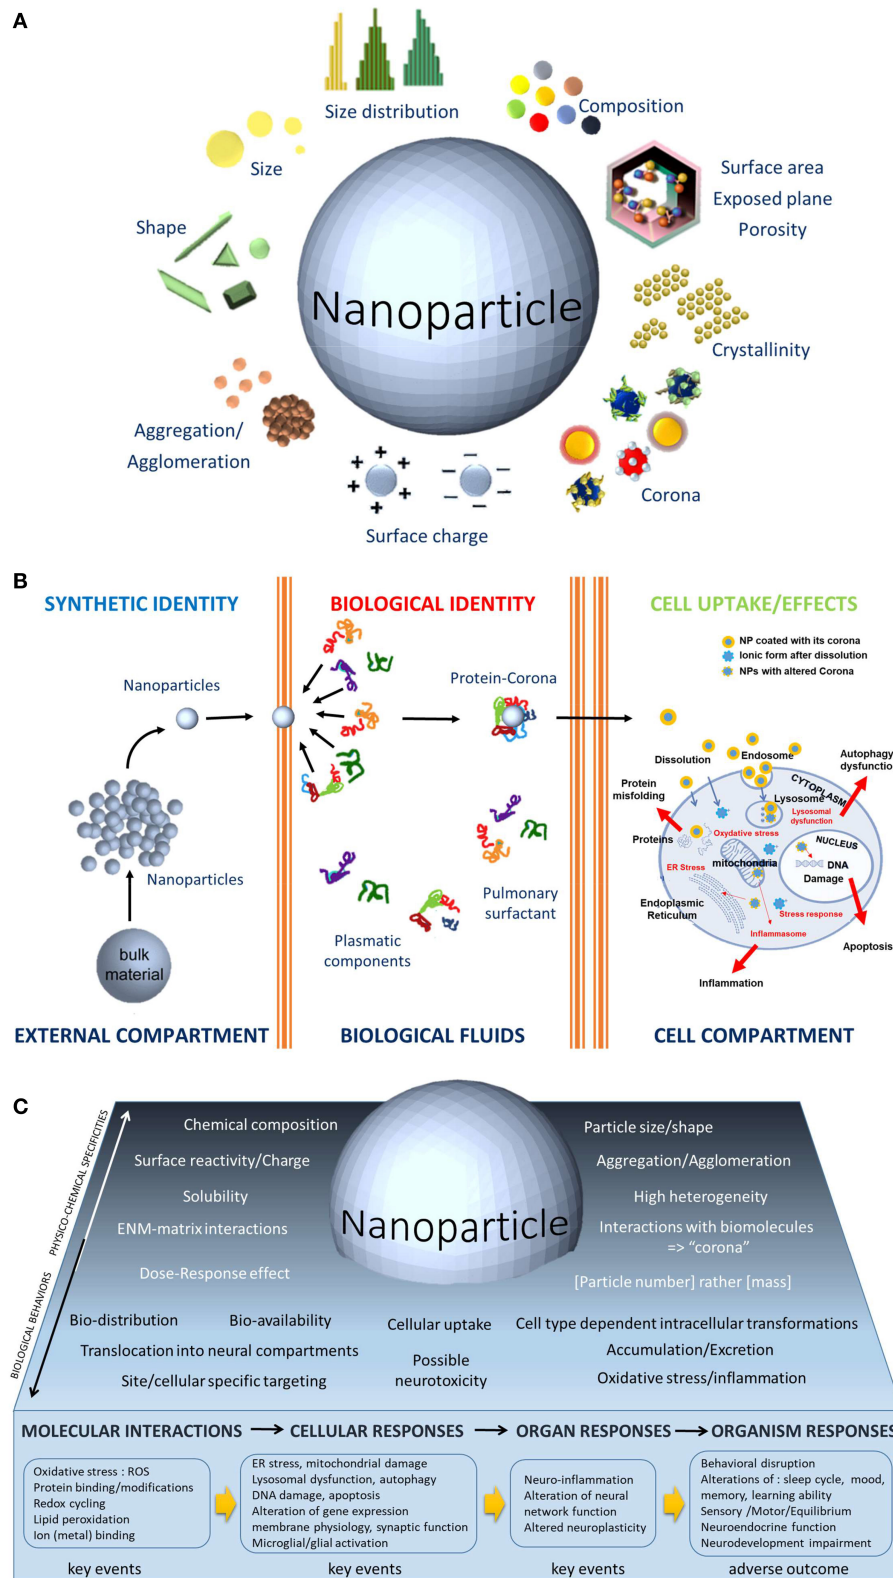 A
Size distribution
Composition
Size
Surface area
Exposed plane
Porosity
Shape
Nanoparticle
Crystallinity
Aggregation/
Agglomeration
Corona
Surface charge
B
SYNTHETIC IDENTITY
BIOLOGICAL IDENTITY
CELL UPTAKE/EFFECTS
NP coated with its corona
Ionic form after dissolution
NPs with altered Corona
Nanoparticles
Protein-Corona
Nanoparticles
bulk
material
Plasmatic
components
Pulmonary
surfactant
Dissolution
Endosome
Autophagy
dysfunction
Protein
misfolding
CYTOPLASM
Lysosome
Lysosomal
dysfunction
Oxydative stress
Proteins
NUCLEUS
mitochondria
DNA
Damage
ER Stress
Endoplasmic
Reticulum
Stress response
Inflammasome
Apoptosis
Inflammation
EXTERNAL COMPARTMENT
BIOLOGICAL FLUIDS
CELL COMPARTMENT
C
PHYSICO-CHEMICAL SPECIFICITIES
BIOLOGICAL BEHAVIORS
Chemical composition
Surface reactivity/Charge
Solubility
ENM-matrix interactions
Dose-Response effect
Nanoparticle
Particle size/shape
Aggregation/Agglomeration
High heterogeneity
Interactions with biomolecules
=> “corona”
[Particle number] rather [mass]
Bio-distribution
Bio-availability
Translocation into neural compartments
Site/cellular specific targeting
Cellular uptake
Possible
neurotoxicity
Cell type dependent intracellular transformations
Accumulation/Excretion
Oxidative stress/inflammation
MOLECULAR INTERACTIONS
CELLULAR RESPONSES
ORGAN RESPONSES
ORGANISM RESPONSES
Oxidative stress : ROS
Protein binding/modifications
Redox cycling
Lipid peroxidation
Ion (metal) binding
key events
ER stress, mitochondrial damage
Lysosomal dysfunction, autophagy
DNA damage, apoptosis
Alteration of gene expression
membrane physiology, synaptic function
Microglial/glial activation
key events
Neuro-inflammation
Alteration of neural
network function
Altered neuroplasticity
key events
Behavioral disruption
Alterations of : sleep cycle, mood,
memory, learning ability
Sensory /Motor/Equilibrium
Neuroendocrine function
Neurodevelopment impairment
adverse outcome